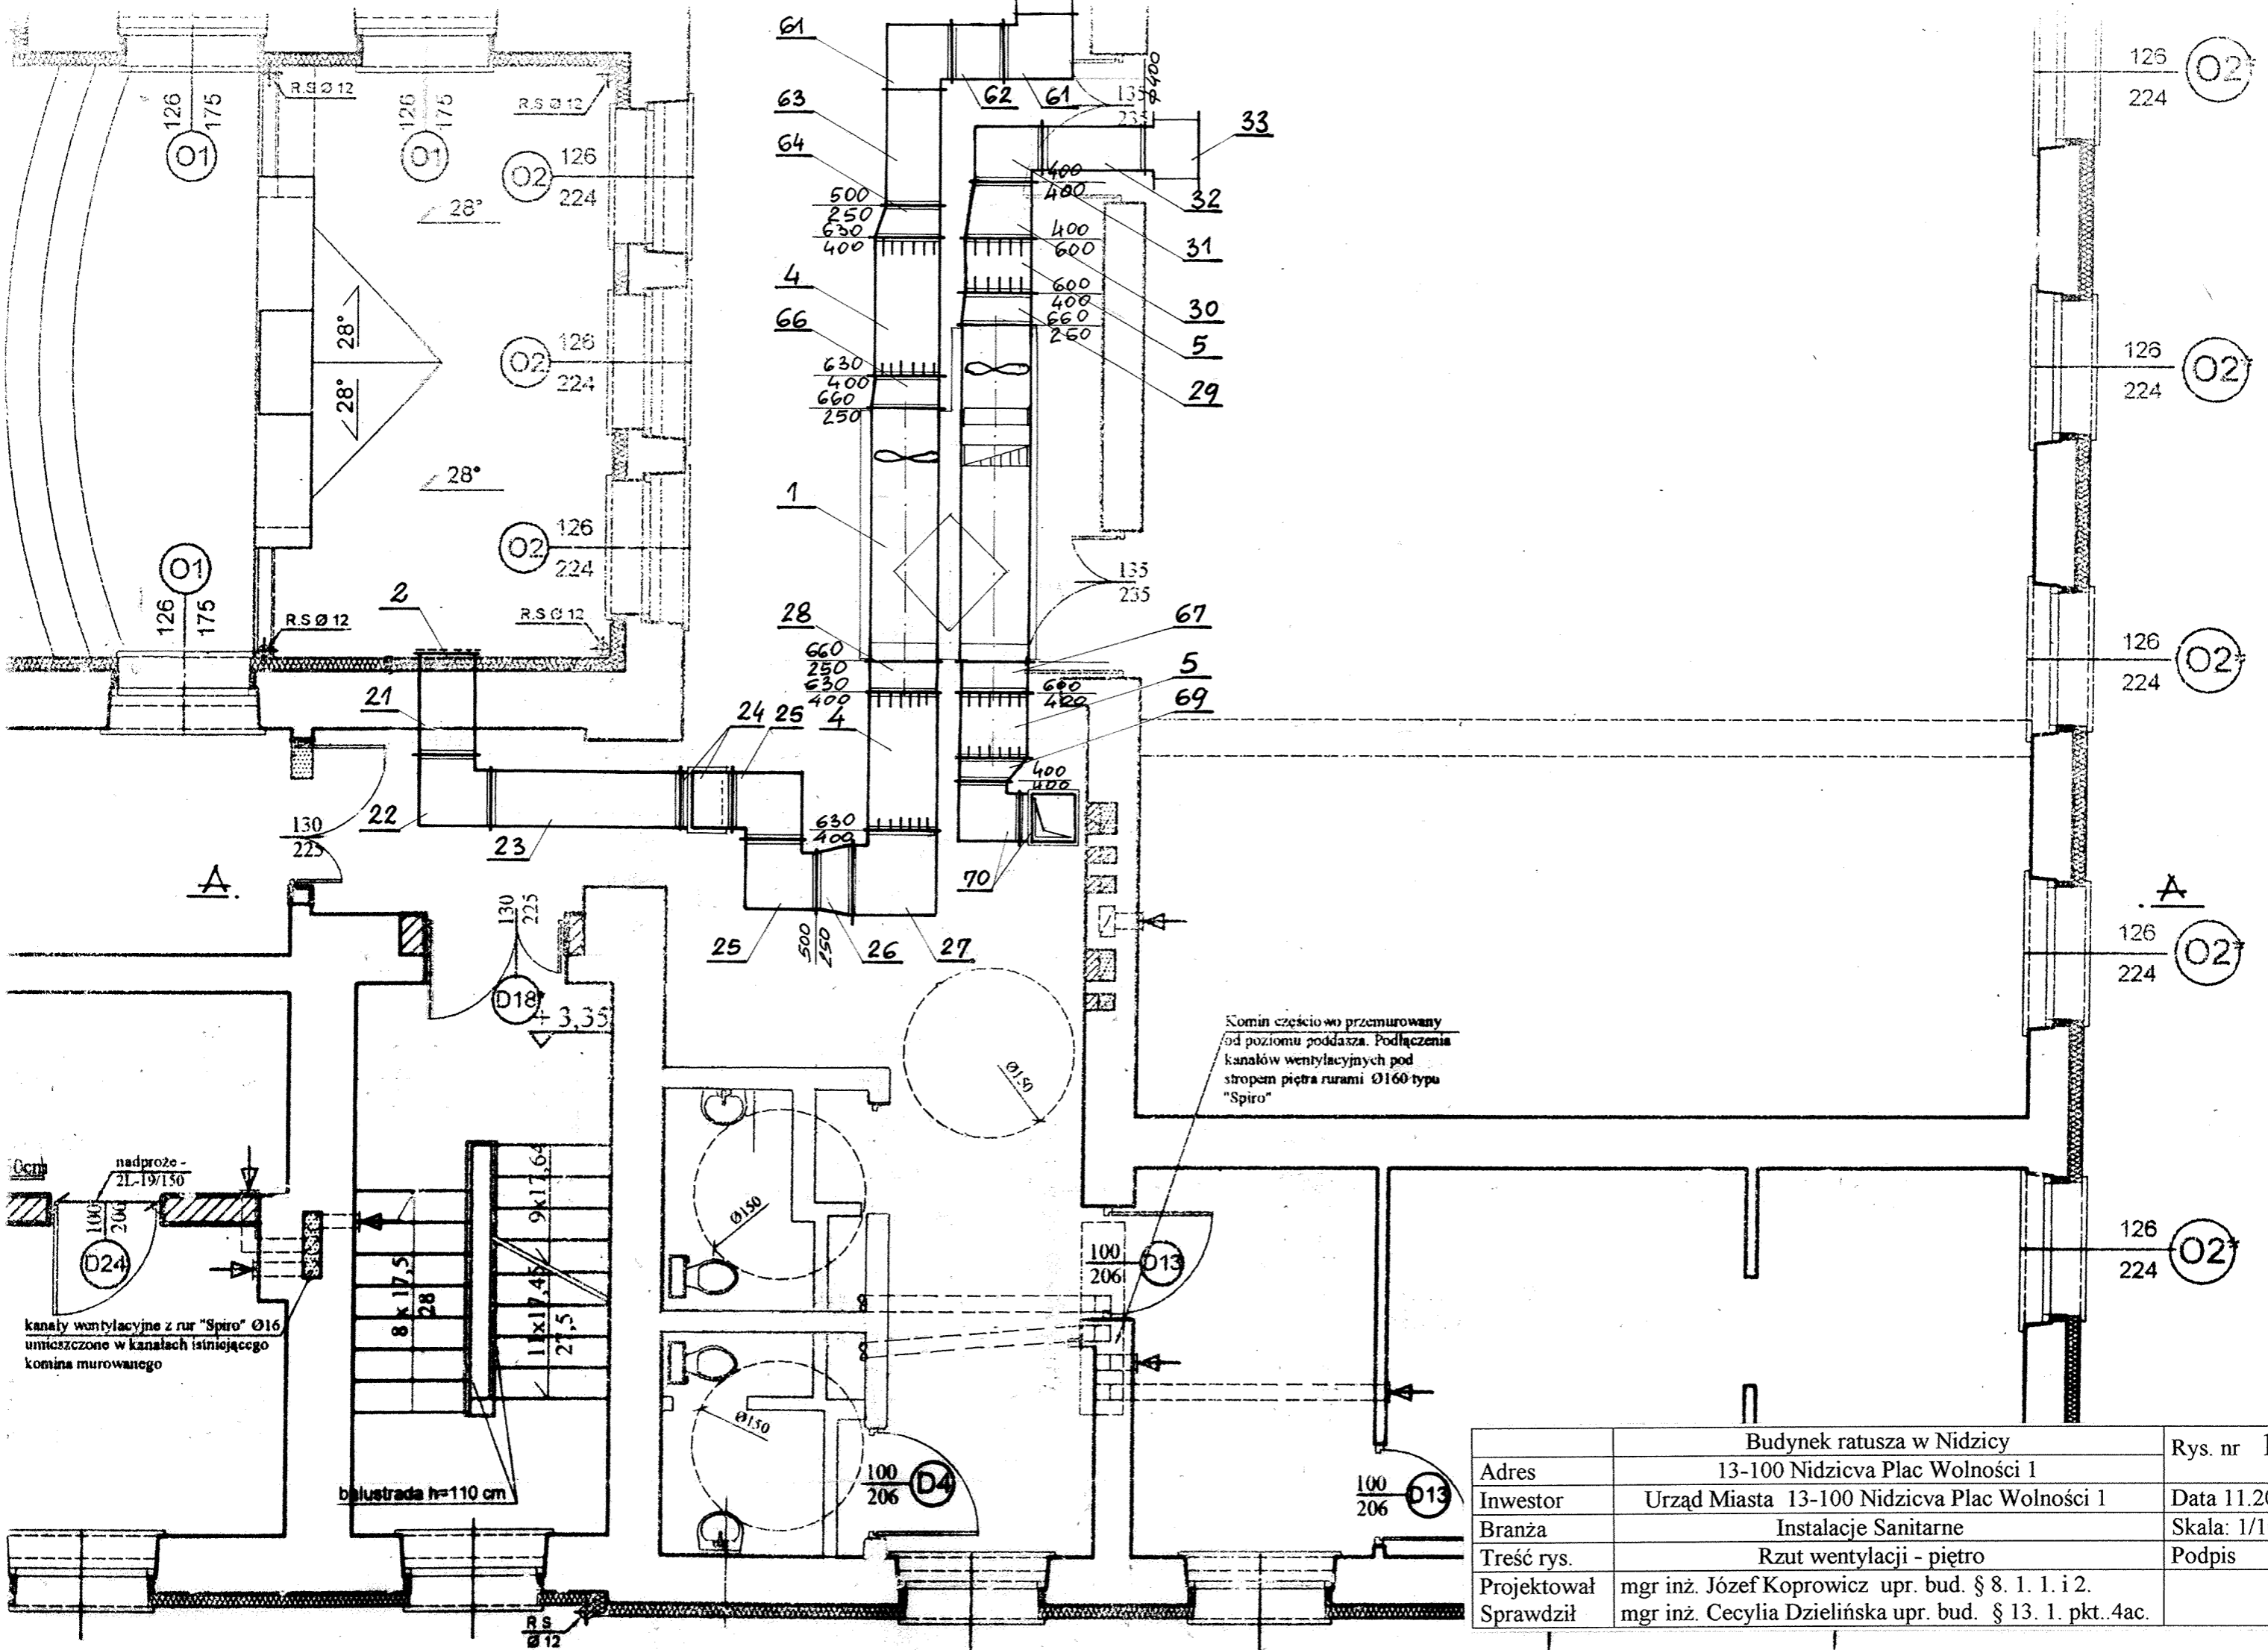 61
63
64
62
61
Ø400
135
235
33
32
31
30
5
29
400
400
400
600
600
400
660
250
500
250
630
400
4
66
630
400
660
250
1
28
660
250
630
400
4
135
235
67
5
69
600
400
400
400
70
R.S Ø 12
R.S Ø 12
126
175
O1
126
175
O1
O2
126
224
O2
126
224
O2
126
224
28°
28°
28°
28°
O1
126
175
R.S Ø 12
R.S Ø 12
2
21
22
23
24
25
630
400
25
500
250
26
27
130
225
A.
130
225
D18*
+ 3,35
126
224
O2*
126
224
O2*
126
224
O2*
. A
126
224
O2*
126
224
O2*
Komin częściowo przemurowany
od poziomu poddasza. Podłączenia
kanałów wentylacyjnych pod
stropem piętra rurami Ø160 typu
"Spiro"
Ø150
Ø150
Ø150
0cm
nadproże -
2L-19/150
100
200
D24
kanały wentylacyjne z rur "Spiro" Ø16
umieszczone w kanałach istniejącego
komina murowanego
8 x 17,5
28
9x17,64
11x17,45
27,5
balustrada h=110 cm
100
206
D13
100
206
D4
100
206
D13
R.S
Ø 12
Budynek ratusza w Nidzicy
Rys. nr 1
Adres 13-100 Nidzicva Plac Wolności 1
Inwestor Urząd Miasta 13-100 Nidzicva Plac Wolności 1 Data 11.20
Branża Instalacje Sanitarne Skala: 1/1
Treść rys. Rzut wentylacji - piętro Podpis
Projektował mgr inż. Józef Koprowicz upr. bud. § 8. 1. 1. i 2.
Sprawdził mgr inż. Cecylia Dzielińska upr. bud. § 13. 1. pkt..4ac.